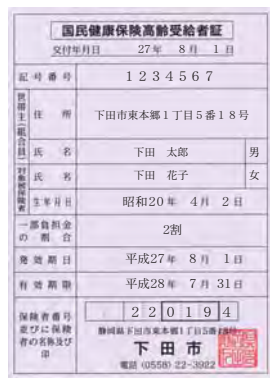 国民健康保険高齢受給者証
交付年月日 27年 8月 1日
記号番号 1234567
世帯主(組合員) 住所 下田市東本郷1丁目5番18号
氏名 下田 太郎 男
対象被保険者 氏名 下田 花子 女
生年月日 昭和20年 4月 2日
一部負担金の割合 2割
発効期日 平成27年 8月 1日
有効期限 平成28年 7月31日
保険者番号並びに保険者の名称及び印 220194
静岡県下田市東本郷1丁目5番18号
下田市
電話 (0558) 22-3922